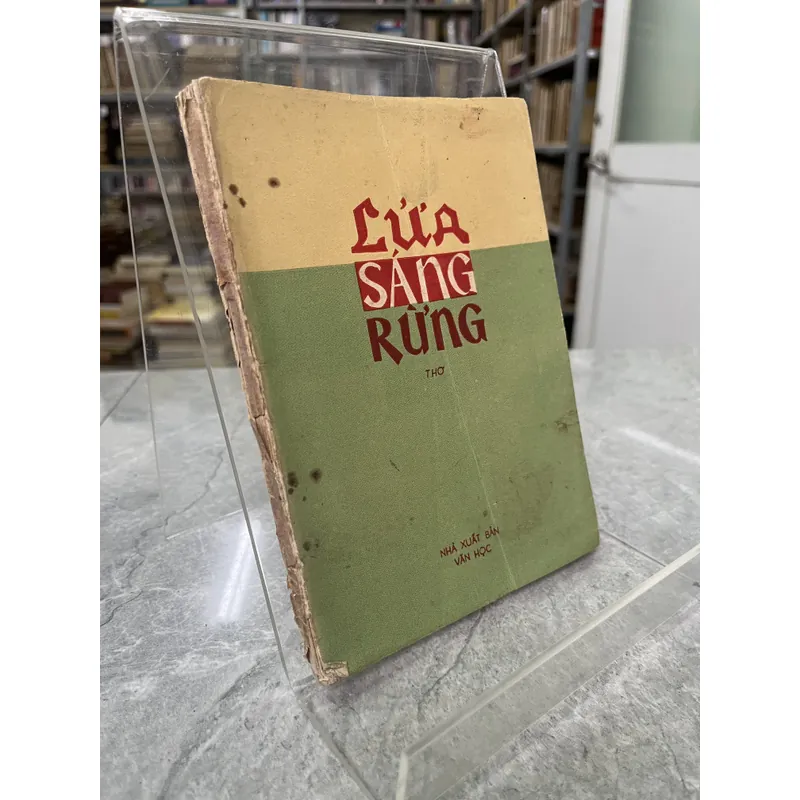 LỬA
SÁNG
RỪNG
THƠ
NHÀ XUẤT BẢN
VĂN HỌC